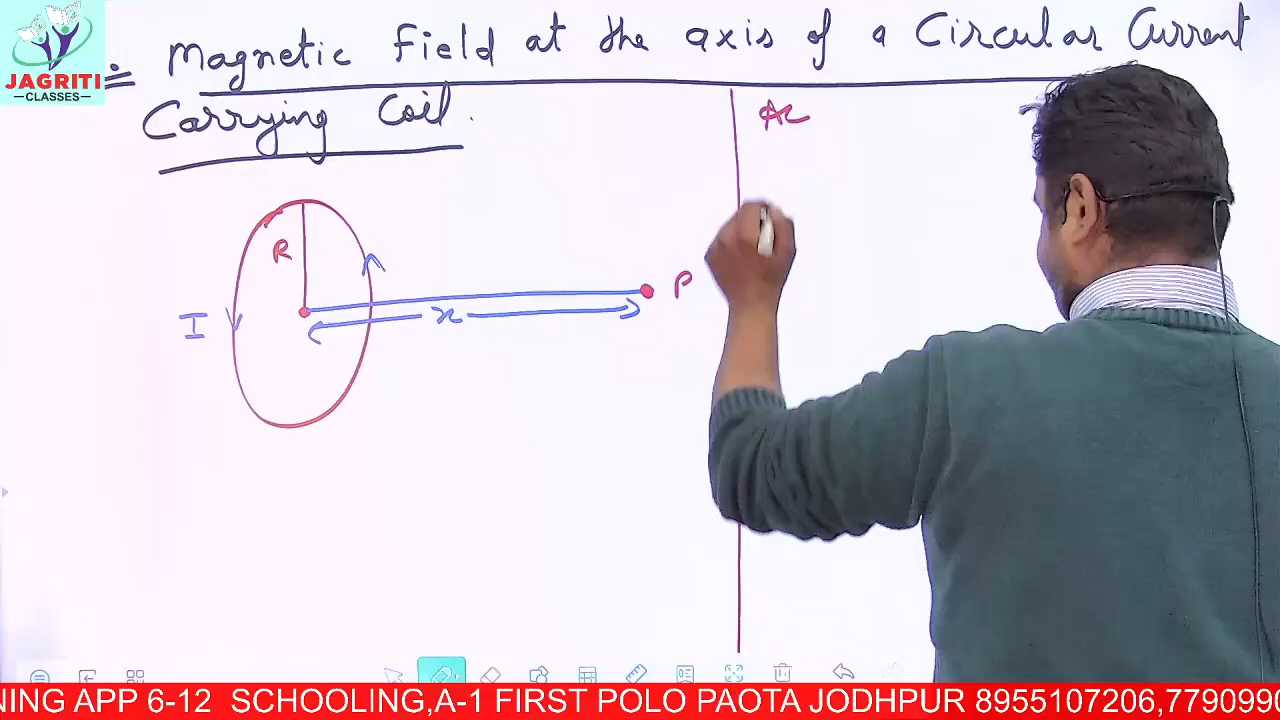 JAGRITI
CLASSES
Magnetic field at the axis of a Circular Current
Carrying Coil.
Ac
R
I
x
P
NING APP 6-12 SCHOOLING,A-1 FIRST POLO PAOTA JODHPUR 8955107206,7790990